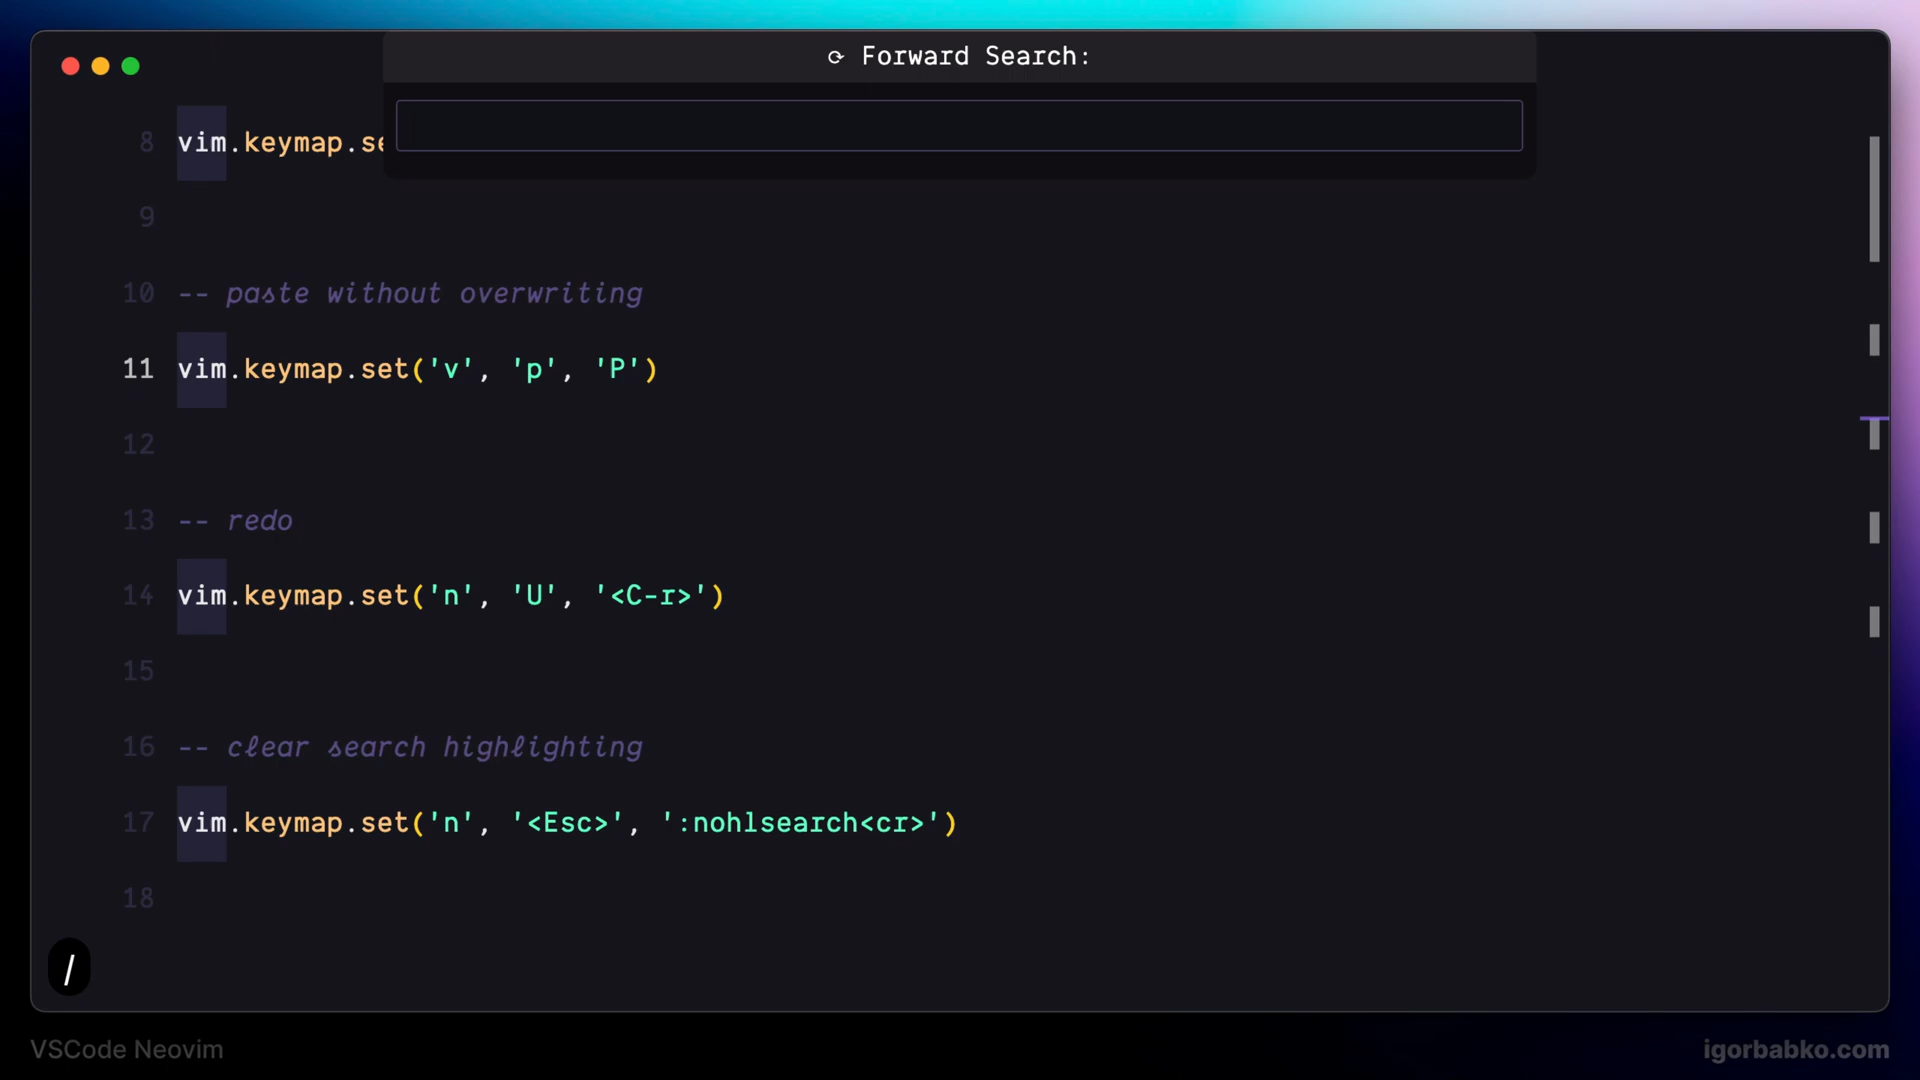 ⟳ Forward Search:
8 vim.keymap.se
9
10 -- paste without overwriting
11 vim.keymap.set('v', 'p', 'P')
12
13 -- redo
14 vim.keymap.set('n', 'U', '<C-r>')
15
16 -- clear search highlighting
17 vim.keymap.set('n', '<Esc>', ':nohlsearch<cr>')
18
/
VSCode Neovim
igorbabko.com